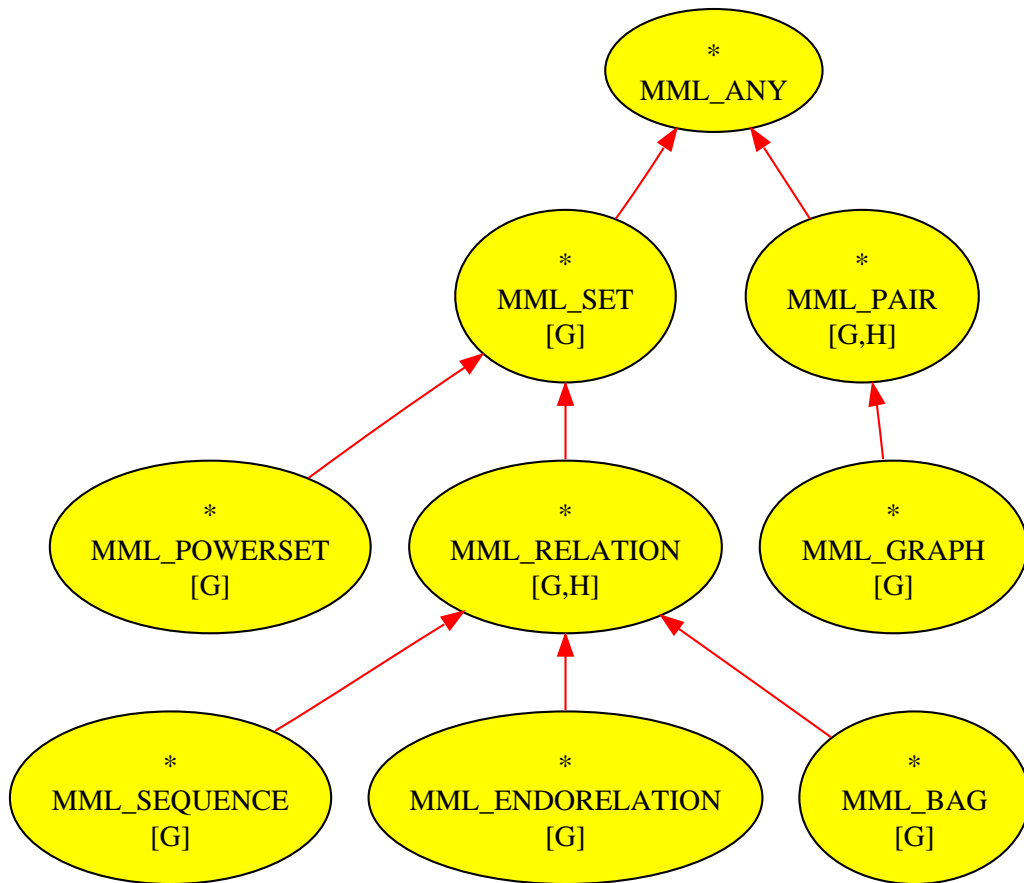 *
MML_ANY
*
MML_SET
[G]
*
MML_PAIR
[G,H]
*
MML_POWERSET
[G]
*
MML_RELATION
[G,H]
*
MML_GRAPH
[G]
*
MML_SEQUENCE
[G]
*
MML_ENDORELATION
[G]
*
MML_BAG
[G]